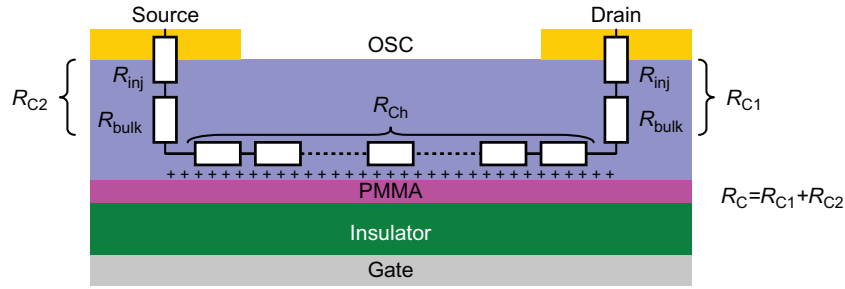 Source
Drain
OSC
R_inj
R_inj
R_C2
R_C1
R_Ch
R_bulk
R_bulk
+ + + + + + + + + + + + + + + + + + + + + + + + + + + + + + + +
PMMA
R_C=R_C1+R_C2
Insulator
Gate